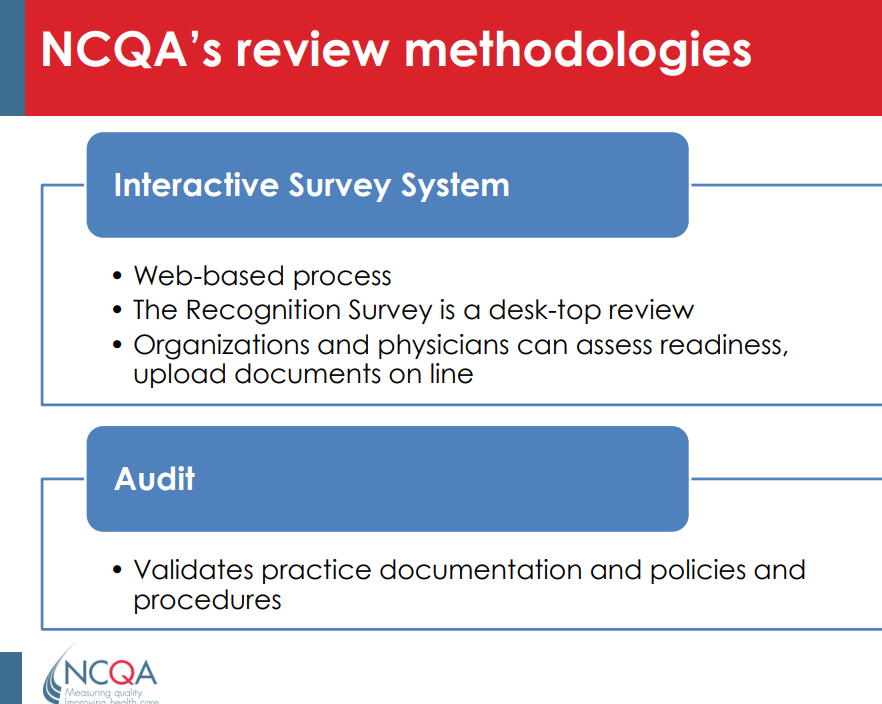 NCQA’s review methodologies
Interactive Survey System
• Web-based process
• The Recognition Survey is a desk-top review
• Organizations and physicians can assess readiness,
upload documents on line
Audit
• Validates practice documentation and policies and
procedures
NCQA
Measuring quality.
Improving health care.